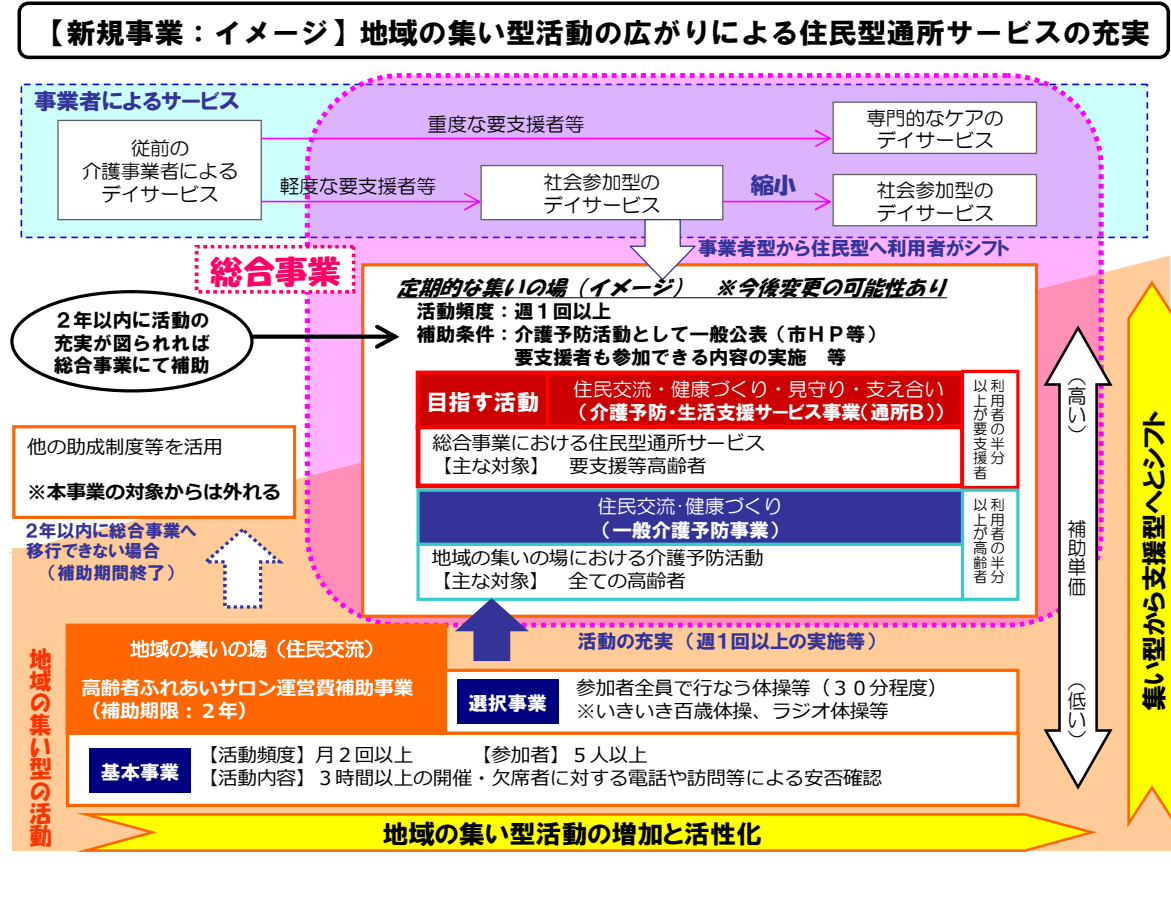 【新規事業：イメージ】地域の集い型活動の広がりによる住民型通所サービスの充実
事業者によるサービス
従前の
介護事業者による
デイサービス
重度な要支援者等
専門的なケアの
デイサービス
軽度な要支援者等
社会参加型の
デイサービス
縮小
社会参加型の
デイサービス
事業者型から住民型へ利用者がシフト
総合事業
２年以内に活動の
充実が図られれば
総合事業にて補助
定期的な集いの場（イメージ）　※今後変更の可能性あり
活動頻度：週１回以上
補助条件：介護予防活動として一般公表（市ＨＰ等）
要支援者も参加できる内容の実施　等
目指す活動
住民交流・健康づくり・見守り・支え合い
（介護予防・生活支援サービス事業（通所Ｂ））
総合事業における住民型通所サービス
【主な対象】　要支援等高齢者
利用者の半分
以上が要支援者
住民交流・健康づくり
（一般介護予防事業）
地域の集いの場における介護予防活動
【主な対象】　全ての高齢者
利用者の半分
以上が高齢者
（高い）
補助単価
（低い）
集い型から支援型へとシフト
他の助成制度等を活用
※本事業の対象からは外れる
２年以内に総合事業へ
移行できない場合
（補助期間終了）
活動の充実（週１回以上の実施等）
地域の集い型の活動
地域の集いの場（住民交流）
高齢者ふれあいサロン運営費補助事業
（補助期限：２年）
選択事業
参加者全員で行なう体操等（３０分程度）
※いきいき百歳体操、ラジオ体操等
基本事業
【活動頻度】月２回以上　　　【参加者】５人以上
【活動内容】３時間以上の開催・欠席者に対する電話や訪問等による安否確認
地域の集い型活動の増加と活性化